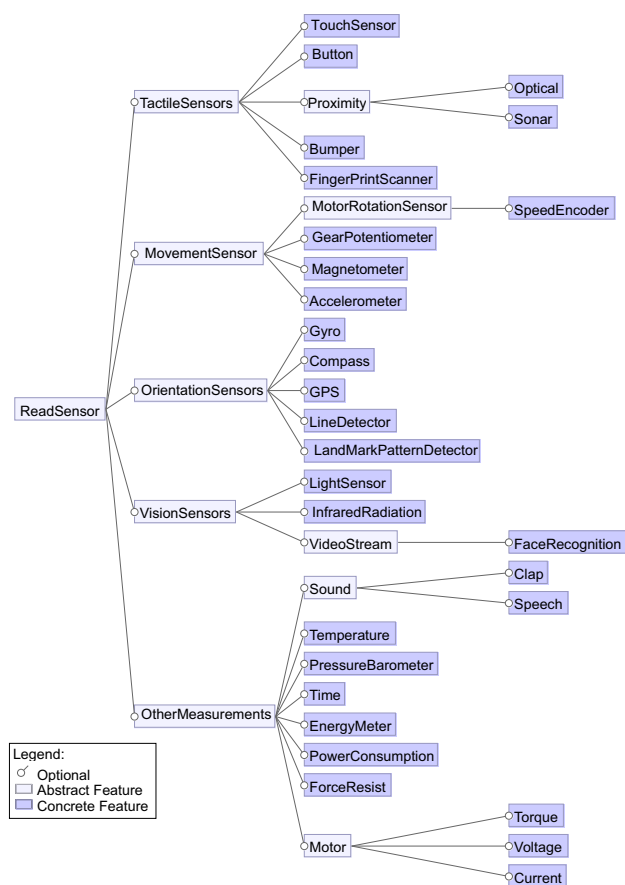 TouchSensor
Button
TactileSensors
Proximity
Optical
Sonar
Bumper
FingerPrintScanner
MotorRotationSensor
SpeedEncoder
GearPotentiometer
MovementSensor
Magnetometer
Accelerometer
Gyro
Compass
OrientationSensors
GPS
ReadSensor
LineDetector
LandMarkPatternDetector
LightSensor
VisionSensors
InfraredRadiation
VideoStream
FaceRecognition
Clap
Sound
Speech
Temperature
PressureBarometer
Time
OtherMeasurements
EnergyMeter
PowerConsumption
ForceResist
Torque
Motor
Voltage
Current
Legend:
Optional
Abstract Feature
Concrete Feature